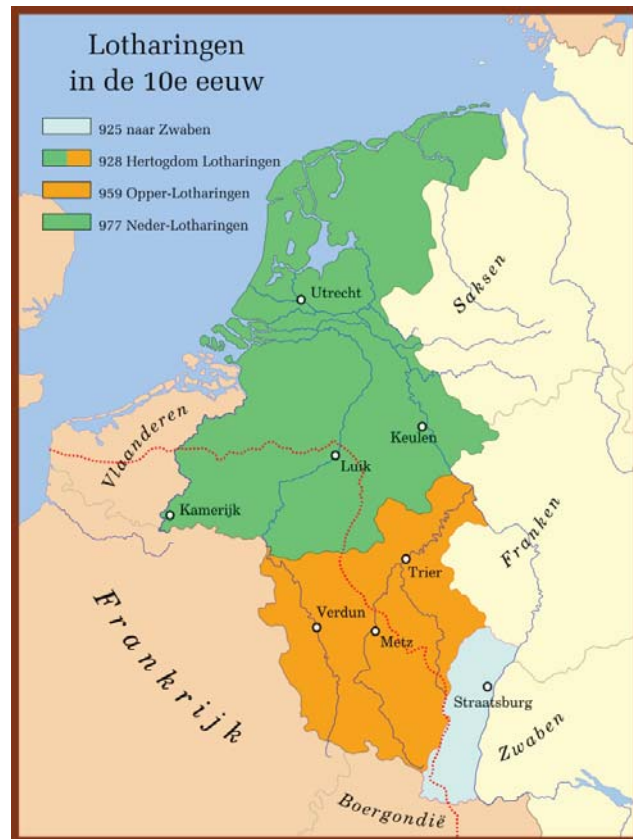 Lotharingen
in de 10e eeuw
925 naar Zwaben
928 Hertogdom Lotharingen
959 Opper-Lotharingen
977 Neder-Lotharingen
Utrecht
Saksen
Vlaanderen
Keulen
Luik
Kamerijk
Franken
Trier
Frankrijk
Verdun
Metz
Straatsburg
Zwaben
Boergondië